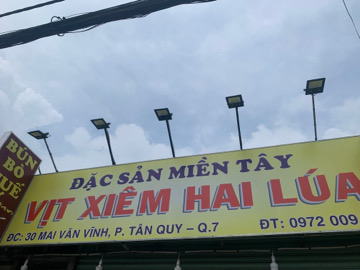 BÚN
BÒ
HUẾ
ĐẶC SẢN MIỀN TÂY
VỊT XIÊM HAI LÚA
ĐC: 30 MAI VĂN VĨNH, P. TÂN QUY – Q.7
ĐT: 0972 009